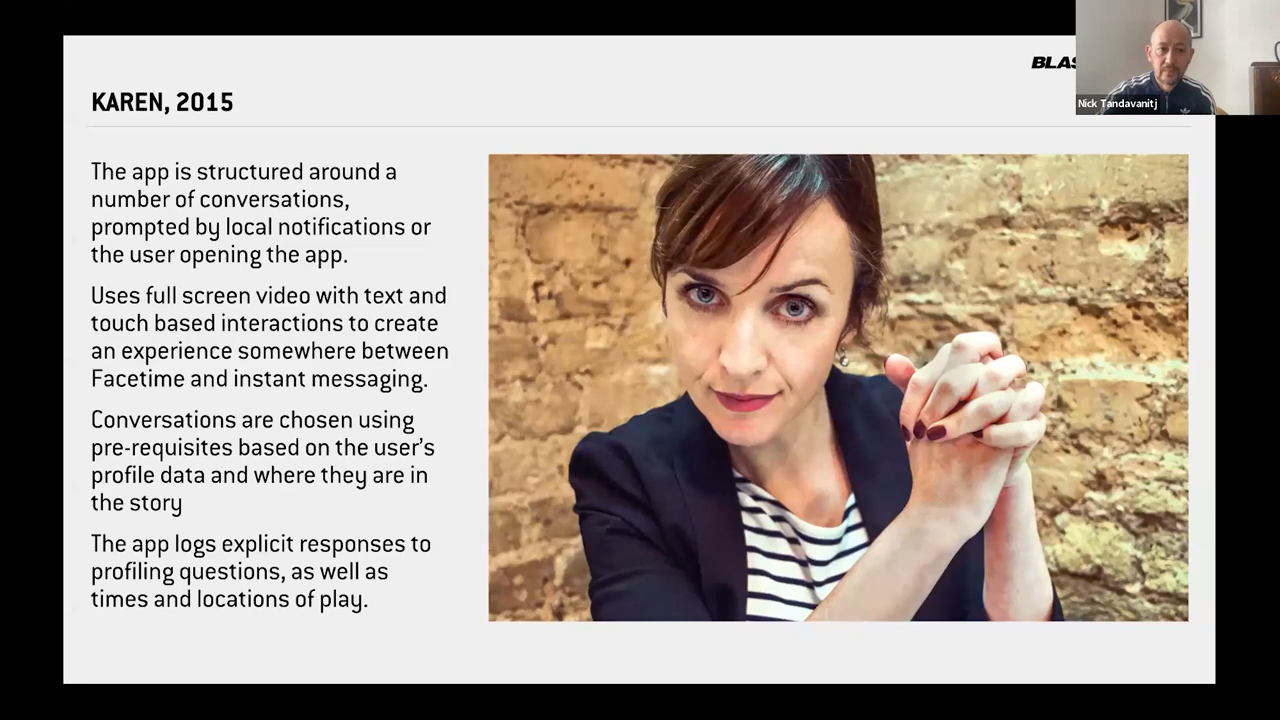 BLAS
Nick Tandavanitj
KAREN, 2015
The app is structured around a
number of conversations,
prompted by local notifications or
the user opening the app.
Uses full screen video with text and
touch based interactions to create
an experience somewhere between
Facetime and instant messaging.
Conversations are chosen using
pre-requisites based on the user's
profile data and where they are in
the story
The app logs explicit responses to
profiling questions, as well as
times and locations of play.